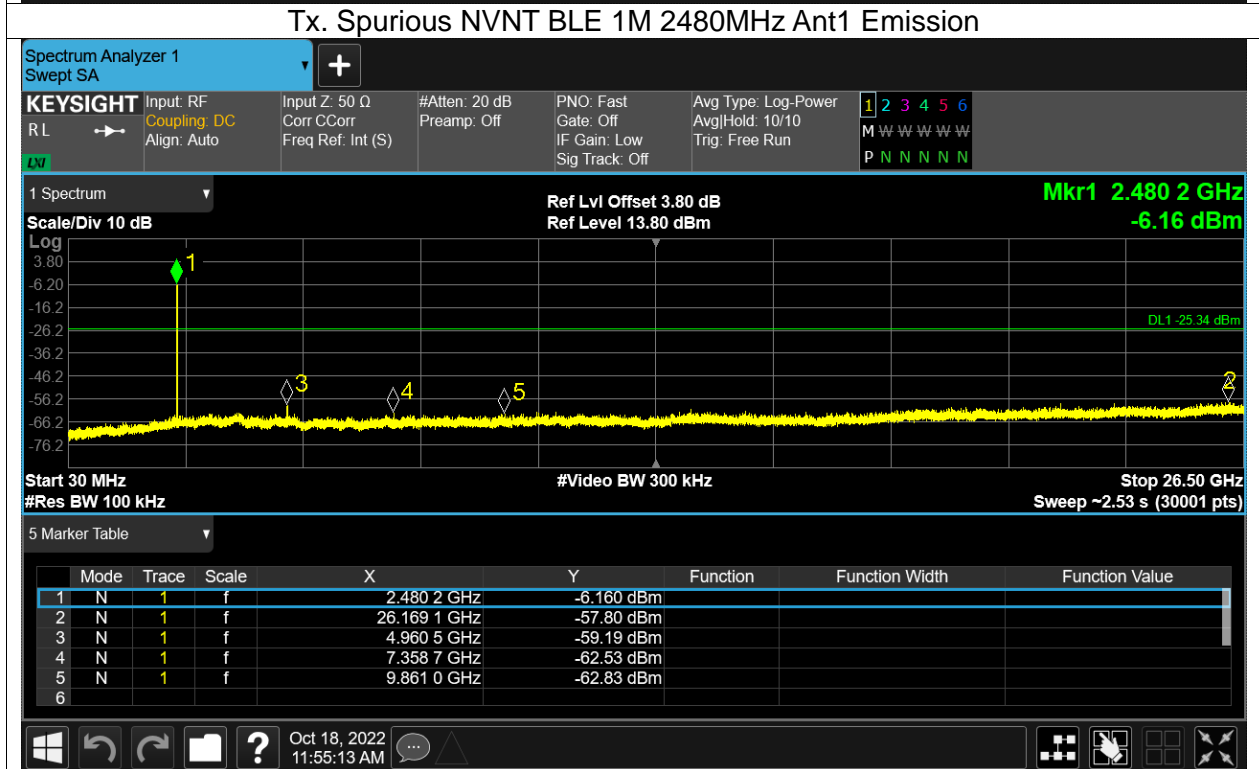 Tx. Spurious NVNT BLE 1M 2480MHz Ant1 Emission
Spectrum Analyzer 1
Swept SA
+
KEYSIGHT
RL
LXI
Input: RF
Coupling: DC
Align: Auto
Input Z: 50 Ω
Corr CCorr
Freq Ref: Int (S)
#Atten: 20 dB
Preamp: Off
PNO: Fast
Gate: Off
IF Gain: Low
Sig Track: Off
Avg Type: Log-Power
Avg|Hold: 10/10
Trig: Free Run
1 2 3 4 5 6
M W W W W W
P N N N N N
1 Spectrum
Scale/Div 10 dB
Ref Lvl Offset 3.80 dB
Ref Level 13.80 dBm
Mkr1 2.480 2 GHz
-6.16 dBm
Log
3.80
-6.20
-16.2
-26.2
-36.2
-46.2
-56.2
-66.2
-76.2
1
DL1 -25.34 dBm
3
4
5
2
Start 30 MHz
#Res BW 100 kHz
#Video BW 300 kHz
Stop 26.50 GHz
Sweep ~2.53 s (30001 pts)
5 Marker Table
Mode Trace Scale X Y Function Function Width Function Value
1 N 1 f 2.480 2 GHz -6.160 dBm
2 N 1 f 26.169 1 GHz -57.80 dBm
3 N 1 f 4.960 5 GHz -59.19 dBm
4 N 1 f 7.358 7 GHz -62.53 dBm
5 N 1 f 9.861 0 GHz -62.83 dBm
6
?
Oct 18, 2022
11:55:13 AM